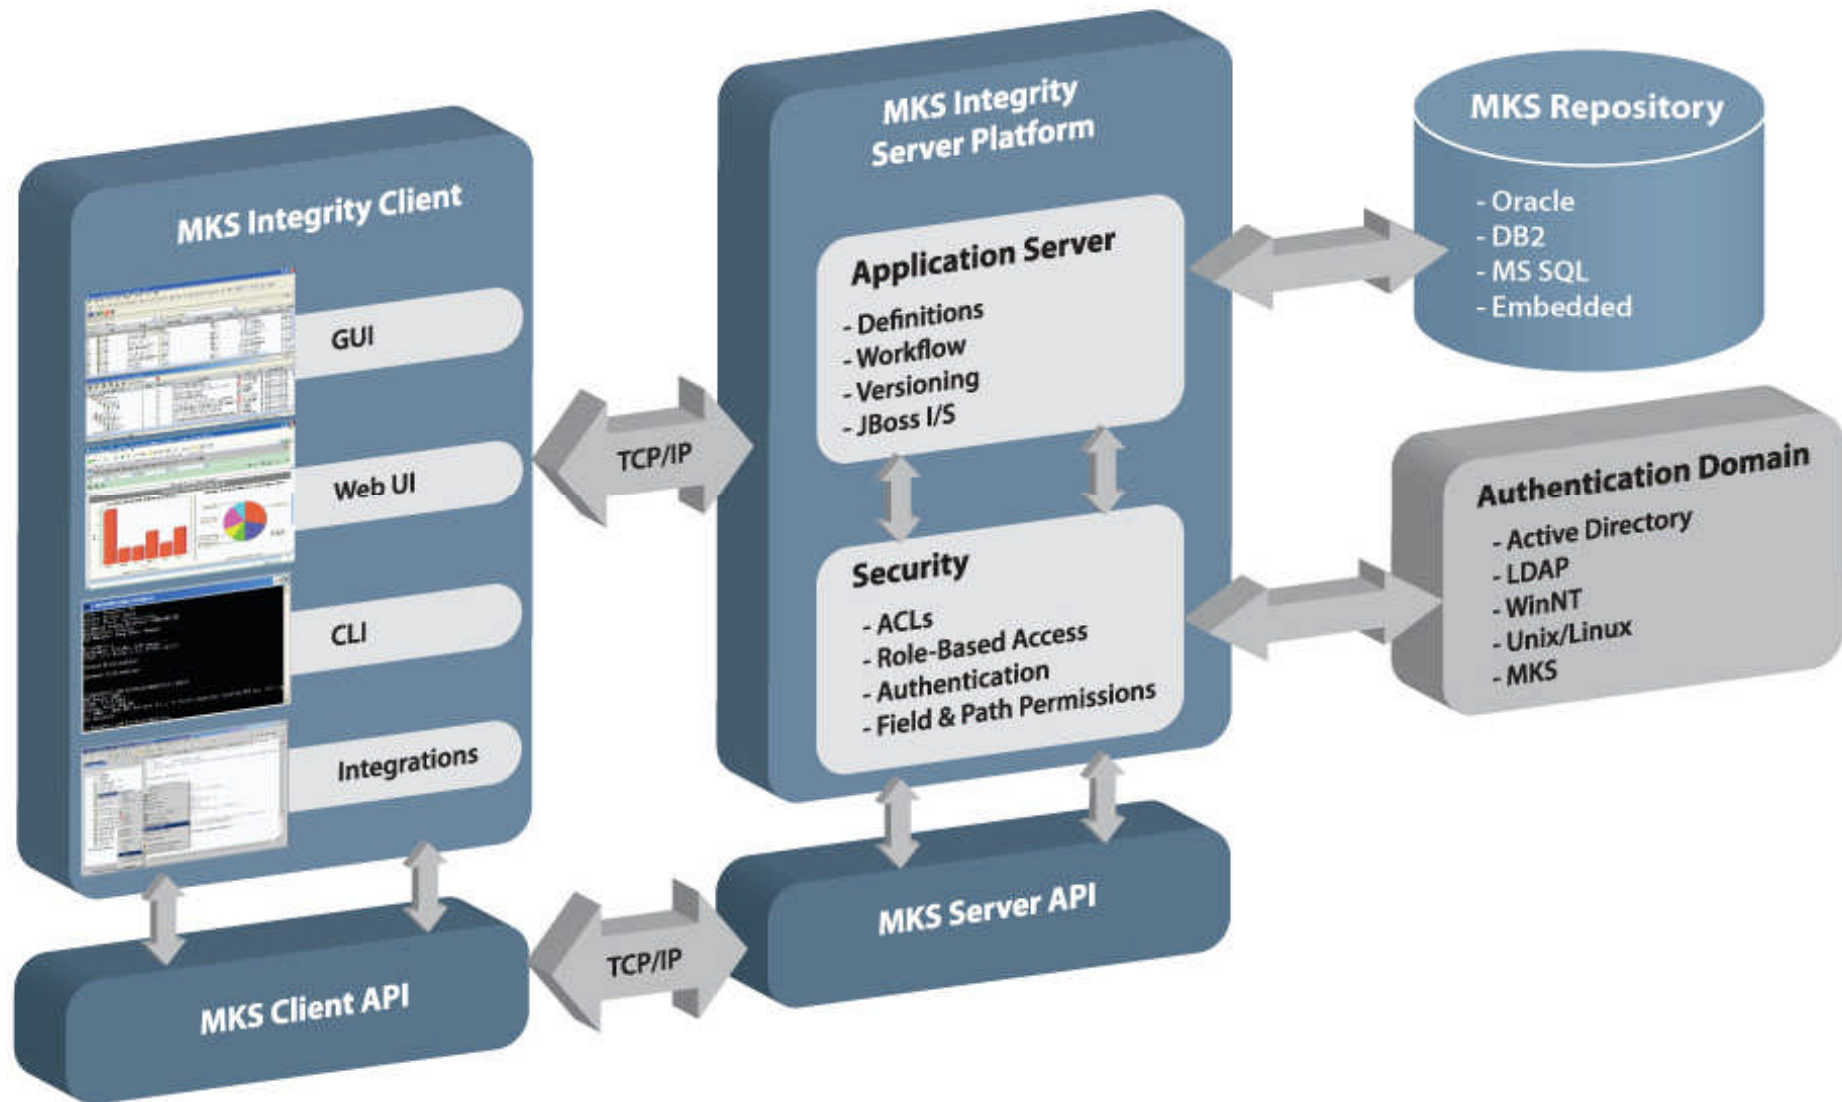 MKS Integrity Client
GUI
Web UI
CLI
Integrations
TCP/IP
MKS Integrity
Server Platform
Application Server
- Definitions
- Workflow
- Versioning
- JBoss I/S
Security
- ACLs
- Role-Based Access
- Authentication
- Field & Path Permissions
MKS Repository
- Oracle
- DB2
- MS SQL
- Embedded
Authentication Domain
- Active Directory
- LDAP
- WinNT
- Unix/Linux
- MKS
MKS Client API
TCP/IP
MKS Server API